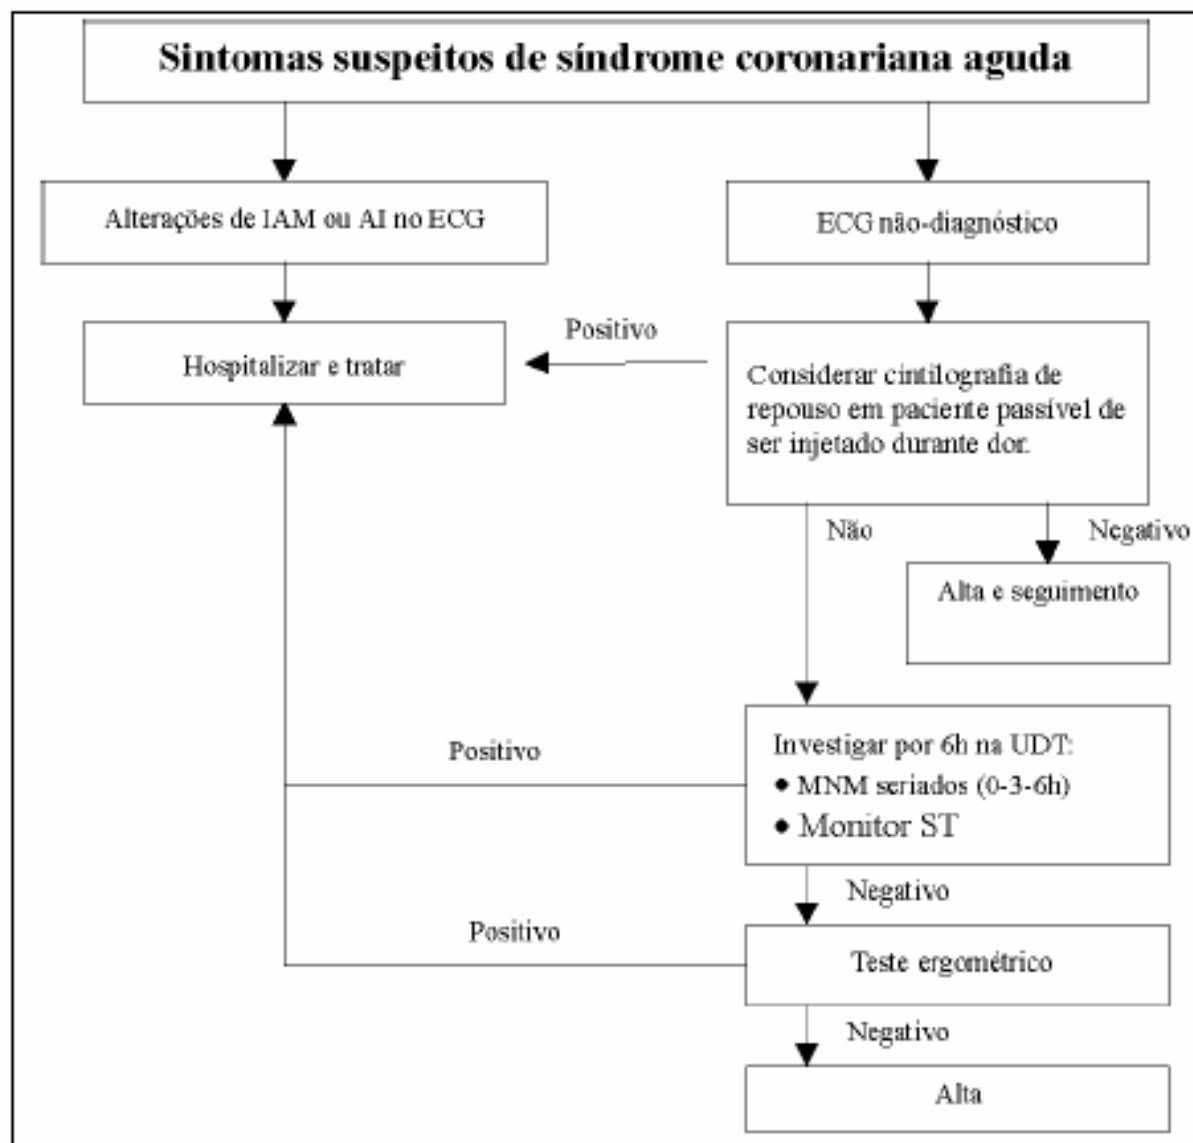 Sintomas suspeitos de síndrome coronariana aguda
Alterações de IAM ou AI no ECG
ECG não-diagnóstico
Positivo
Hospitalizar e tratar
Considerar cintilografia de
repouso em paciente passível de
ser injetado durante dor.
Não
Negativo
Alta e seguimento
Positivo
Investigar por 6h na UDT:
• MNM seriados (0-3-6h)
• Monitor ST
Negativo
Positivo
Teste ergométrico
Negativo
Alta